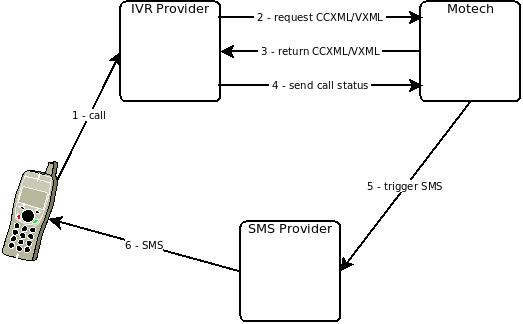 IVR Provider
2 - request CCXML/VXML
Motech
3 - return CCXML/VXML
4 - send call status
1 - call
5 - trigger SMS
SMS Provider
6 - SMS